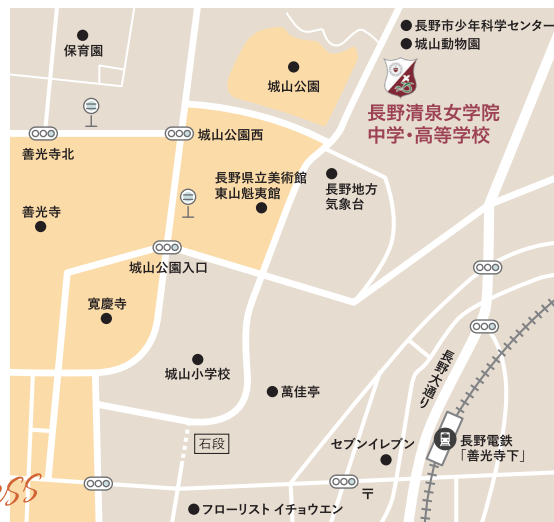 長野市少年科学センター
城山動物園
保育園
城山公園
長野清泉女学院
中学・高等学校
城山公園西
善光寺北
長野県立美術館
東山魁夷館
長野地方
気象台
善光寺
城山公園入口
寛慶寺
城山小学校
萬佳亭
長野大通り
石段
セブンイレブン
長野電鉄
「善光寺下」
ess
〒
フローリスト イチョウエン